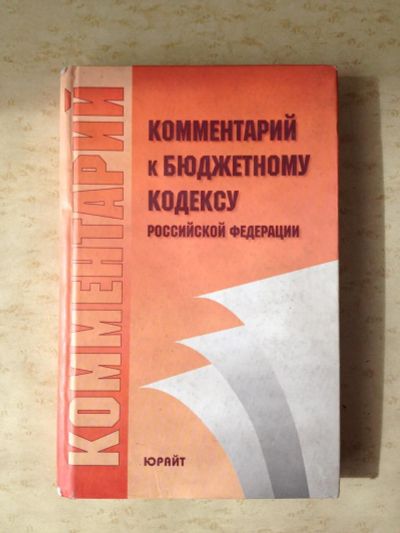 КОММЕНТАРИЙ
КОММЕНТАРИЙ
К БЮДЖЕТНОМУ
КОДЕКСУ
РОССИЙСКОЙ ФЕДЕРАЦИИ
ЮРАЙТ